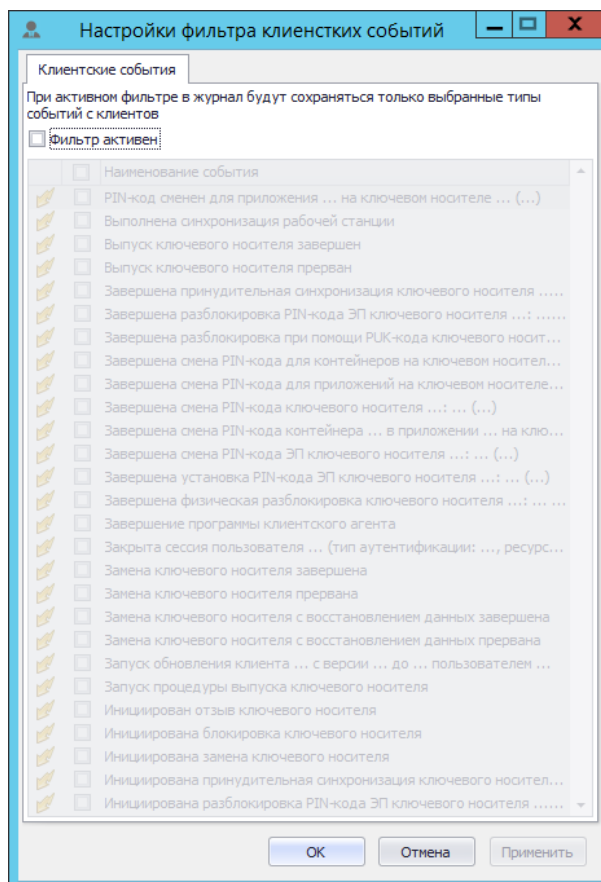 Настройки фильтра клиенстких событий
Клиентские события
При активном фильтре в журнал будут сохраняться только выбранные типы
событий с клиентов
Фильтр активен
Наименование события
PIN-код сменен для приложения ... на ключевом носителе ... (...)
Выполнена синхронизация рабочей станции
Выпуск ключевого носителя завершен
Выпуск ключевого носителя прерван
Завершена принудительная синхронизация ключевого носителя .....
Завершена разблокировка PIN-кода ЭП ключевого носителя ...: ......
Завершена разблокировка при помощи PUK-кода ключевого носит...
Завершена смена PIN-кода для контейнеров на ключевом носител...
Завершена смена PIN-кода для приложений на ключевом носителе...
Завершена смена PIN-кода ключевого носителя ...: ... (...)
Завершена смена PIN-кода контейнера ... в приложении ... на клю...
Завершена смена PIN-кода ЭП ключевого носителя ...: ... (...)
Завершена установка PIN-кода ЭП ключевого носителя ...: ... (...)
Завершена физическая разблокировка ключевого носителя ...: ... ...
Завершение программы клиентского агента
Закрыта сессия пользователя ... (тип аутентификации: ..., ресурс...
Замена ключевого носителя завершена
Замена ключевого носителя прервана
Замена ключевого носителя с восстановлением данных завершена
Замена ключевого носителя с восстановлением данных прервана
Запуск обновления клиента ... с версии ... до ... пользователем ...
Запуск процедуры выпуска ключевого носителя
Инициирован отзыв ключевого носителя
Инициирована блокировка ключевого носителя
Инициирована замена ключевого носителя
Инициирована принудительная синхронизация ключевого носител...
Инициирована разблокировка PIN-кода ЭП ключевого носителя ......
ОК
Отмена
Применить